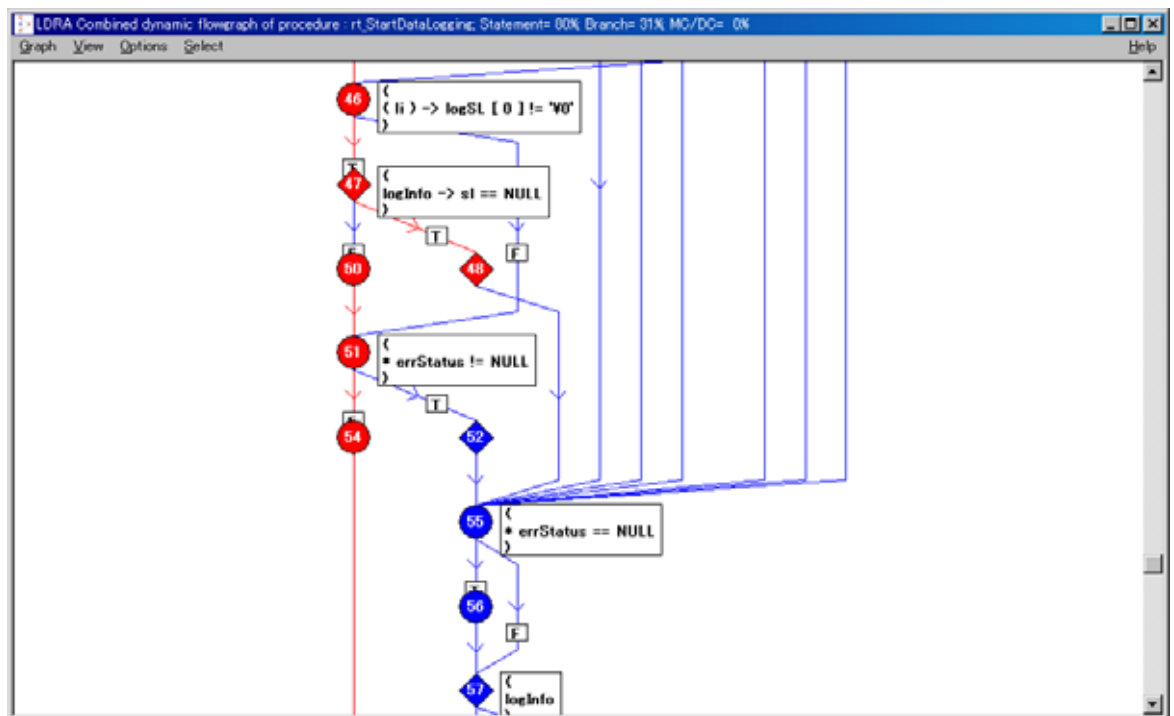 LDRA Combined dynamic flowgraph of procedure : rt_StartDataLogging; Statement= 80%; Branch= 31%; MC/DC= 0%
Graph View Options Select Help
46
(
( li ) -> logSL [ 0 ] != '¥0'
)
T
47
(
logInfo -> sl == NULL
)
T
F
F
50
48
51
(
* errStatus != NULL
)
T
F
54
52
55
(
* errStatus == NULL
)
T
56
F
57
(
logInfo
)